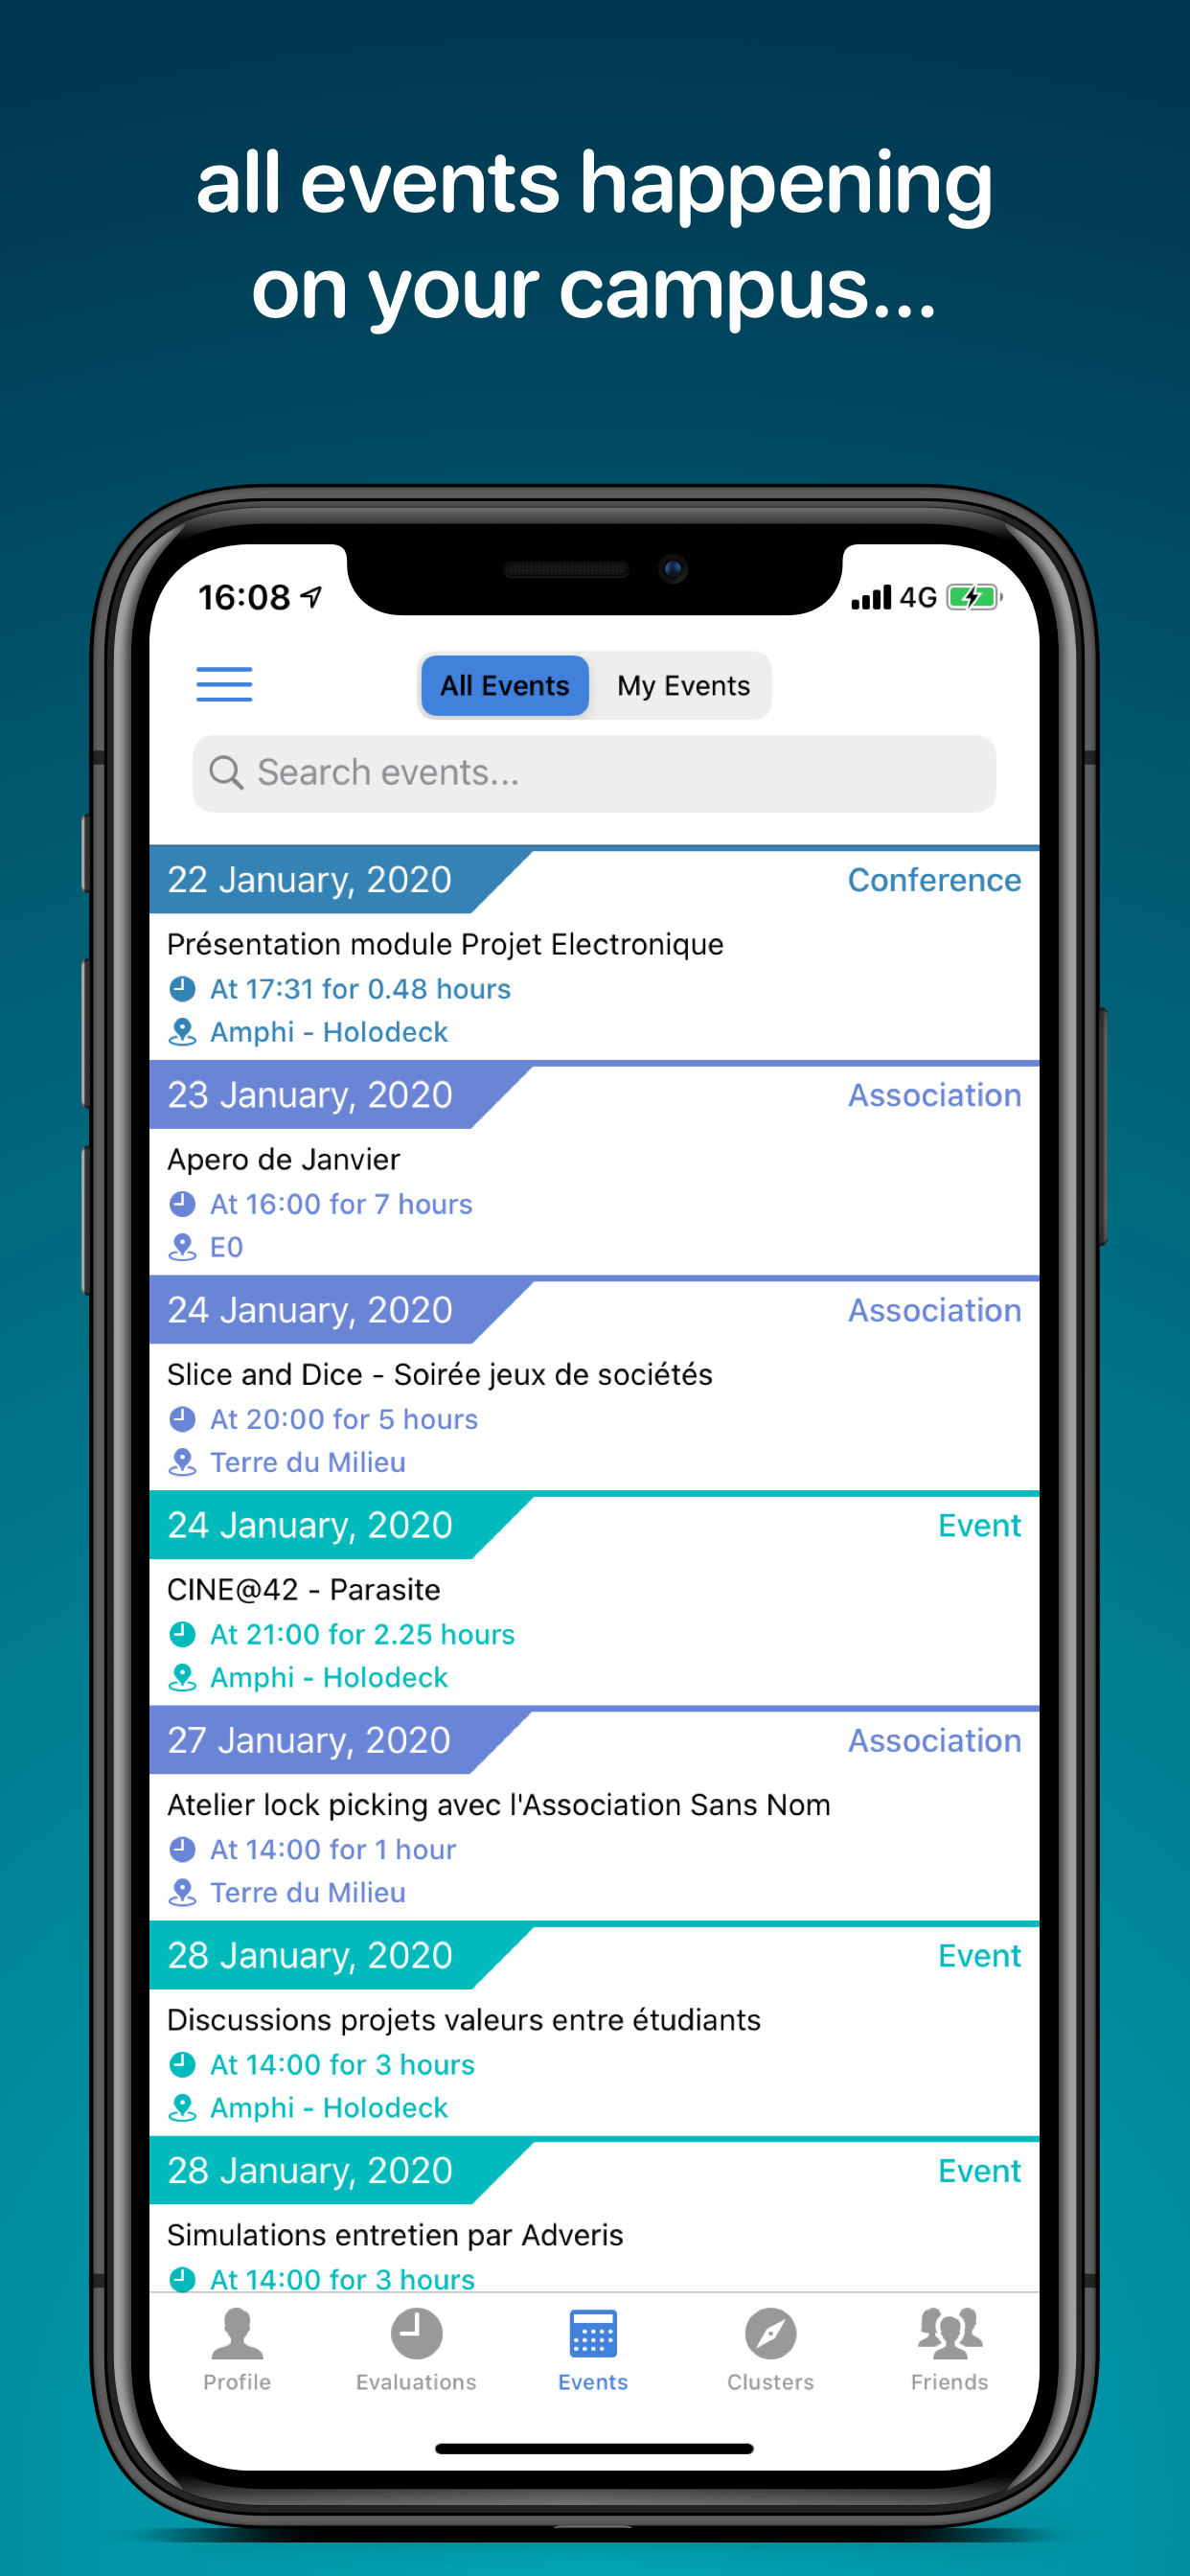 all events happening
on your campus...
16:08 4G
All Events My Events
Search events...
22 January, 2020 Conference
Présentation module Projet Electronique
At 17:31 for 0.48 hours
Amphi - Holodeck
23 January, 2020 Association
Apero de Janvier
At 16:00 for 7 hours
E0
24 January, 2020 Association
Slice and Dice - Soirée jeux de sociétés
At 20:00 for 5 hours
Terre du Milieu
24 January, 2020 Event
CINE@42 - Parasite
At 21:00 for 2.25 hours
Amphi - Holodeck
27 January, 2020 Association
Atelier lock picking avec l'Association Sans Nom
At 14:00 for 1 hour
Terre du Milieu
28 January, 2020 Event
Discussions projets valeurs entre étudiants
At 14:00 for 3 hours
Amphi - Holodeck
28 January, 2020 Event
Simulations entretien par Adveris
At 14:00 for 3 hours
Profile Evaluations Events Clusters Friends